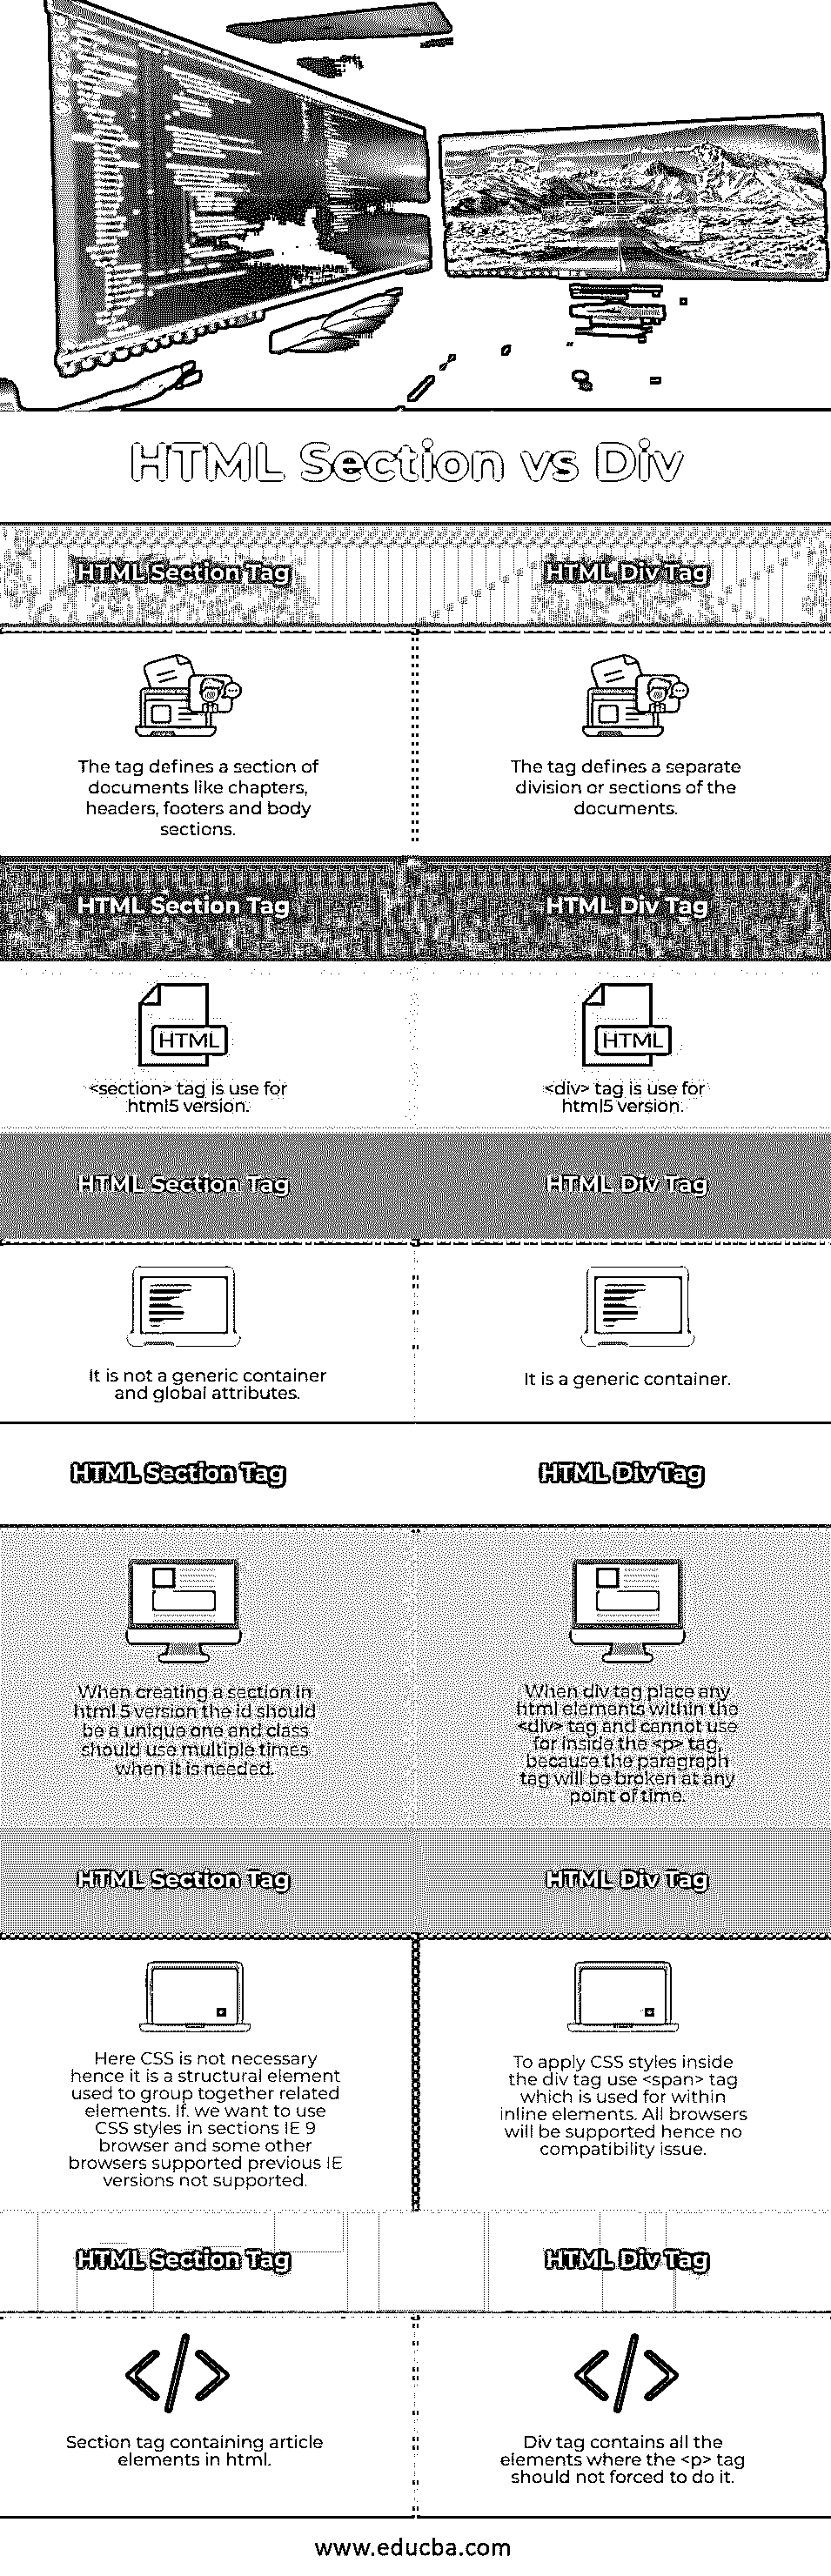 HTML Section vs Div
HTML Section Tag
HTML Div Tag
The tag defines a section of
documents like chapters,
headers, footers and body
sections.
The tag defines a separate
division or sections of the
documents.
HTML Section Tag
HTML Div Tag
HTML
HTML
<section> tag is use for
html5 version.
<div> tag is use for
html5 version.
HTML Section Tag
HTML Div Tag
It is not a generic container
and global attributes.
It is a generic container.
HTML Section Tag
HTML Div Tag
When creating a section in
html 5 version the id should
be a unique one and class
should use multiple times
when it is needed.
When div tag place any
html elements within the
<div> tag and cannot use
for inside the <p> tag,
because the paragraph
tag will be broken at any
point of time.
HTML Section Tag
HTML Div Tag
Here CSS is not necessary
hence it is a structural element
used to group together related
elements. If. we want to use
CSS styles in sections IE 9
browser and some other
browsers supported previous IE
versions not supported.
To apply CSS styles inside
the div tag use <span> tag
which is used for within
inline elements. All browsers
will be supported hence no
compatibility issue.
HTML Section Tag
HTML Div Tag
Section tag containing article
elements in html.
Div tag contains all the
elements where the <p> tag
should not forced to do it.
www.educba.com